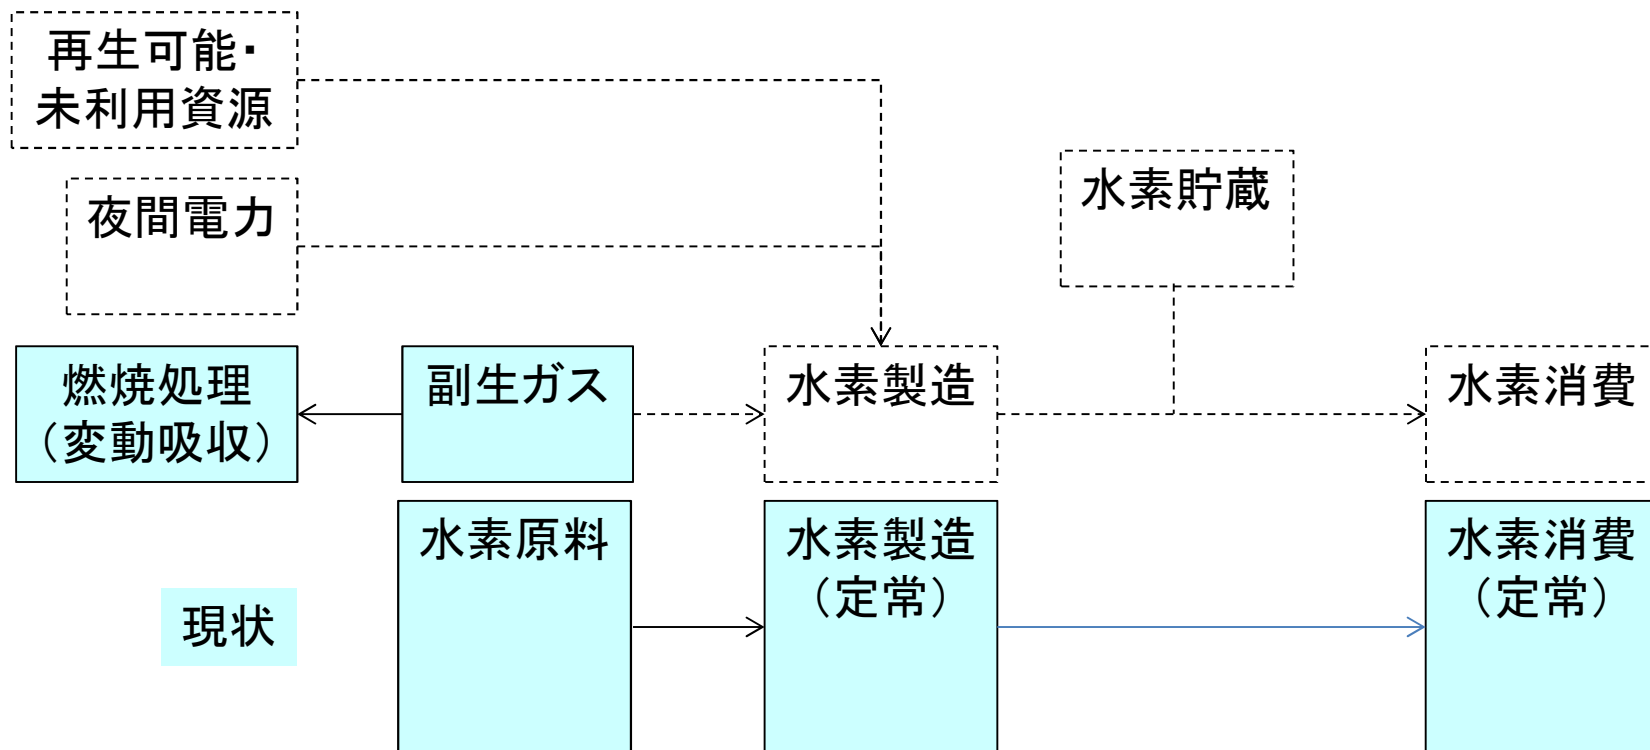 再生可能・
未利用資源
夜間電力
水素貯蔵
燃焼処理
（変動吸収）
副生ガス
水素製造
水素消費
水素原料
水素製造
（定常）
水素消費
（定常）
現状